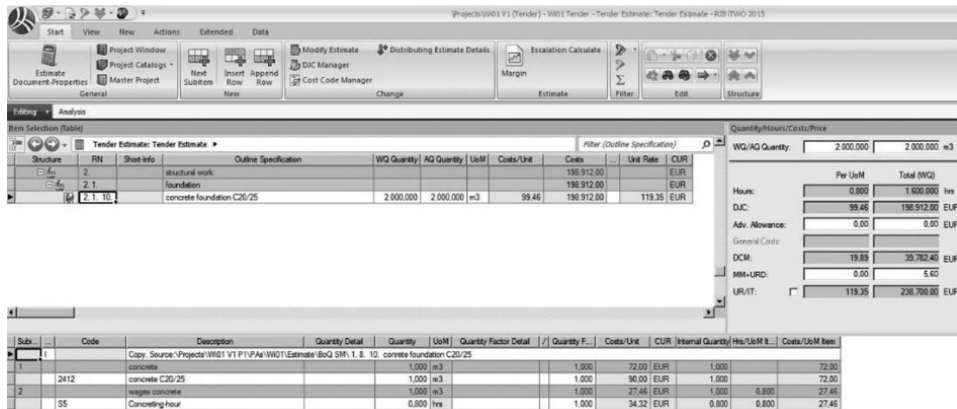 \Projects\WI01 V1 (Tender) - WI01 Tender - Tender Estimate: Tender Estimate - RIB iTWO 2015
Start View New Actions Extended Data
Estimate Document-Properties
Project Window
Project Catalogs
Master Project
General
Next Subitem
Insert Row
Append Row
New
Modify Estimate
DJC Manager
Cost Code Manager
Distributing Estimate Details
Change
Margin
Escalation Calculate
Estimate
Filter
Edit
Structure
Editing Analysis
Item Selection (Table)
Tender Estimate: Tender Estimate
Filter (Outline Specification)
Structure RN Short-Info Outline Specification WQ Quantity AQ Quantity UoM Costs/Unit Costs ... Unit Rate CUR
2. structural work 198.912,00 EUR
2. 1. foundation 198.912,00 EUR
2. 1. 10. concrete foundation C20/25 2.000,000 2.000,000 m3 99,46 198.912,00 119,35 EUR
Quantity/Hours/Costs/Price
WQ/AQ Quantity: 2.000,000 2.000,000 m3
Per UoM Total (WQ)
Hours: 0,800 1.600,000 hrs
DJC: 99,46 198.912,00 EUR
Adv. Allowance: 0,00 0,00 EUR
General Costs:
DCM: 19,89 39.782,40 EUR
MM+URD: 0,00 5,60
UR/IT: 119,35 238.700,00 EUR
Subi... ... Code Description Quantity Detail Quantity UoM Quantity Factor Detail / Quantity F... Costs/Unit CUR Internal Quantity Hrs/UoM It... Costs/UoM Item
Copy, Source:\Projects\WI01 V1 P1\PAs\WI01\Estimate\BoQ SM\ 1. 8. 10. conrete foundation C20/25
1 concrete 1,000 m3 1,000 72,00 EUR 1,000 72,00
2412 concrete C20/25 1,000 m3 1,000 90,00 EUR 1,000 72,00
2 wages concrete 1,000 m3 1,000 27,46 EUR 1,000 0,800 27,46
S5 Concreting-hour 0,800 hrs 1,000 34,32 EUR 0,800 0,800 27,46